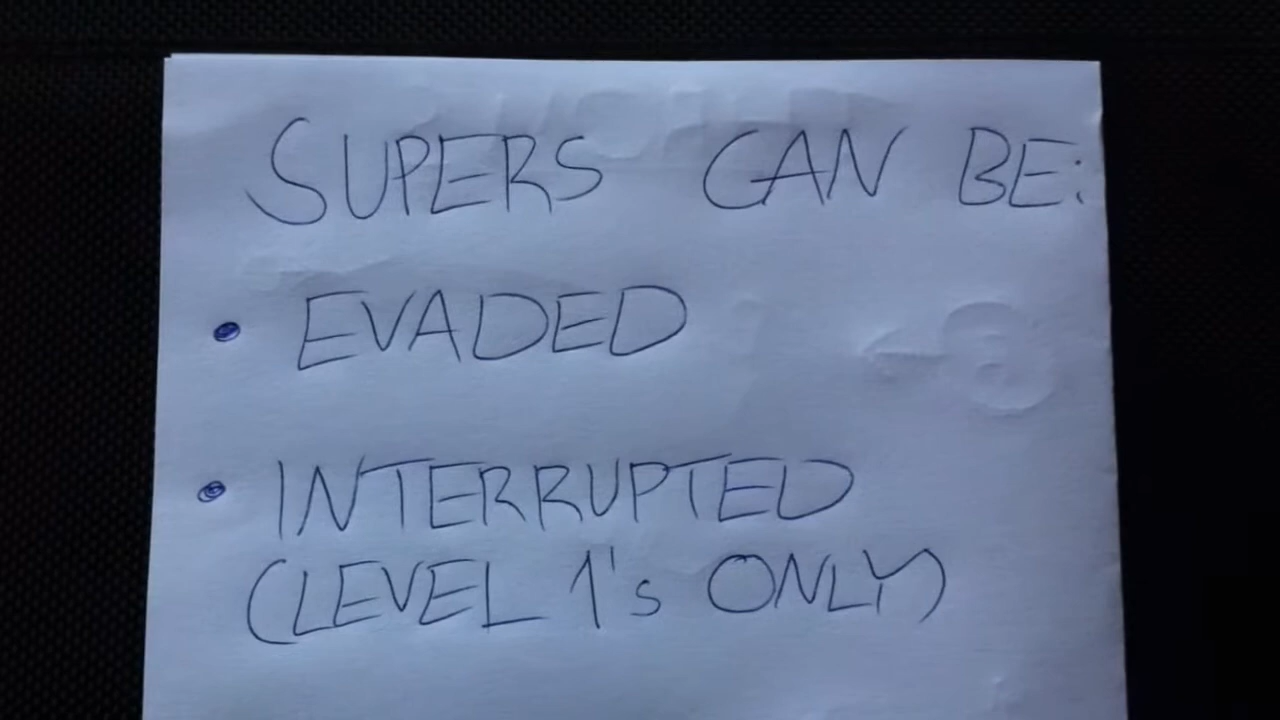 SUPERS CAN BE:
• EVADED
• INTERRUPTED
(LEVEL 1's ONLY)